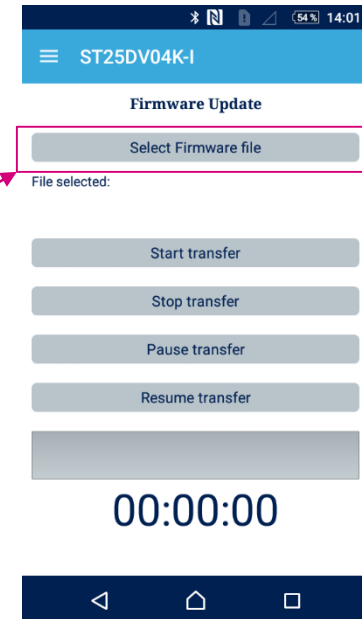 54% 14:01
ST25DV04K-I
Firmware Update
Select Firmware file
File selected:
Start transfer
Stop transfer
Pause transfer
Resume transfer
00:00:00